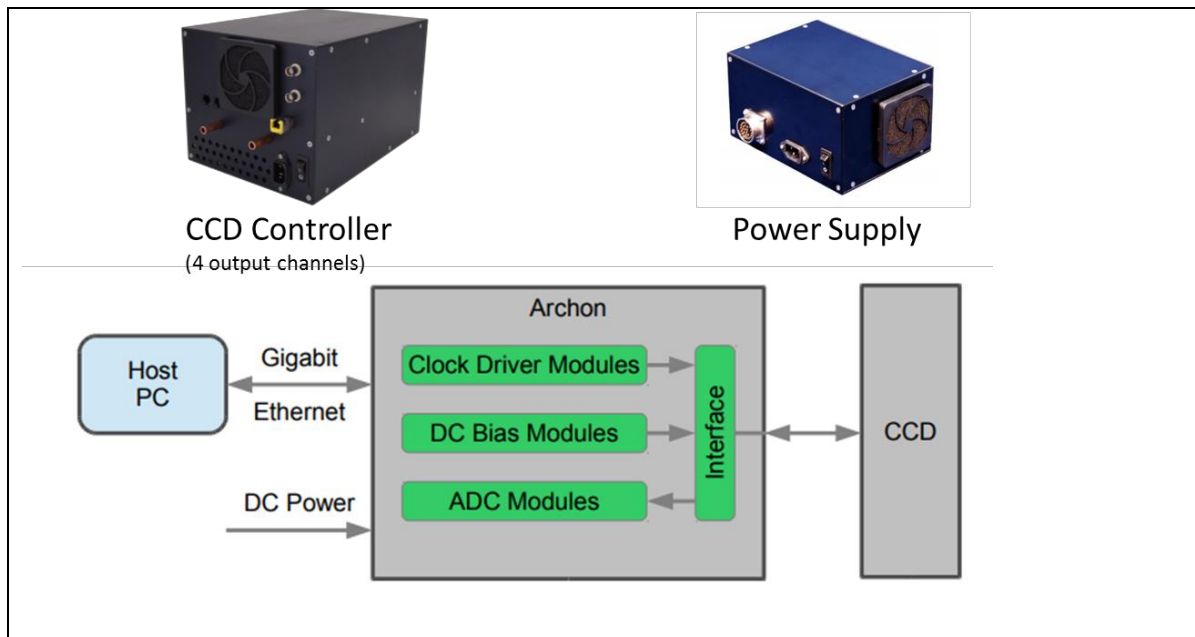 CCD Controller
(4 output channels)
Power Supply
Archon
Host
PC
Gigabit
Ethernet
DC Power
Clock Driver Modules
DC Bias Modules
ADC Modules
Interface
CCD